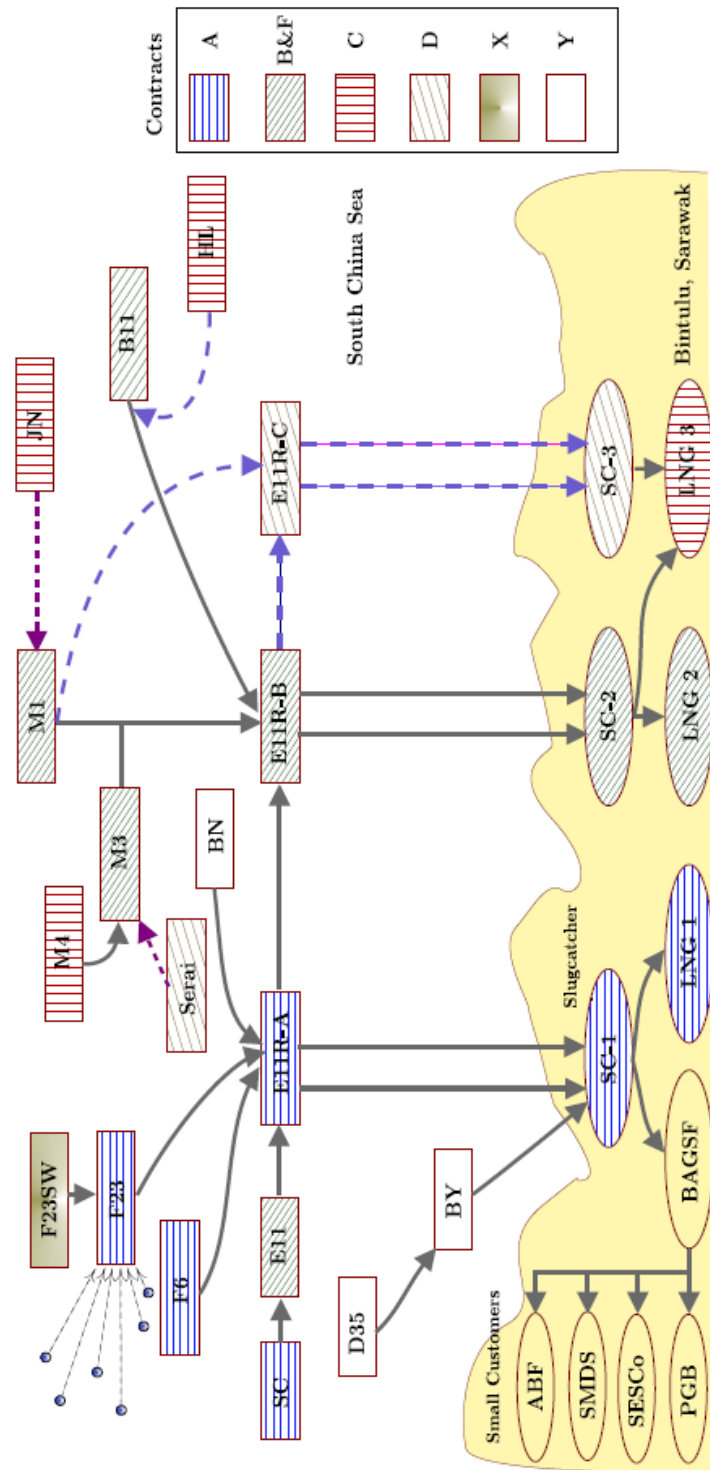 Contracts
A
B&F
C
D
X
Y
JN
HL
M1
B11
M4
M3
BN
Serai
F23SW
F23
F6
SC
E11
E11R-A
E11R-B
E11R-C
South China Sea
D35
BY
Slugcatcher
SC-1
SC-2
SC-3
Small Customers
ABF
SMDS
SESCo
PGB
BAGSF
LNG 1
LNG 2
LNG 3
Bintulu, Sarawak